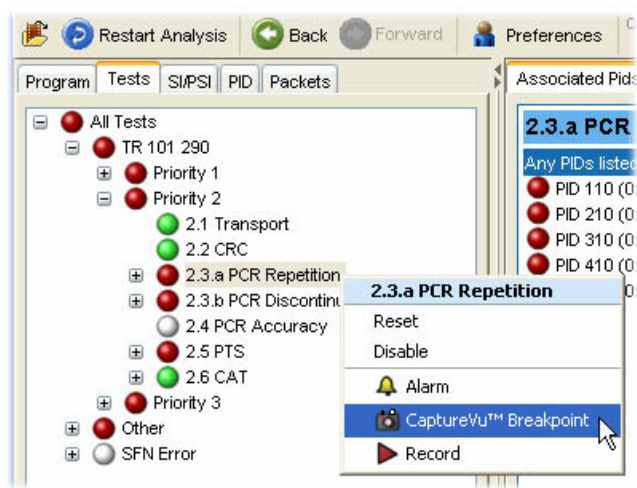 Restart Analysis Back Forward Preferences
Program Tests SI/PSI PID Packets Associated Pids
All Tests
TR 101 290
Priority 1
Priority 2
2.1 Transport
2.2 CRC
2.3.a PCR Repetition
2.3.b PCR Discontinu
2.4 PCR Accuracy
2.5 PTS
2.6 CAT
Priority 3
Other
SFN Error
2.3.a PCR Repetition
Reset
Disable
Alarm
CaptureVu™ Breakpoint
Record
2.3.a PCR
Any PIDs listed
PID 110 (0
PID 210 (0
PID 310 (0
PID 410 (0